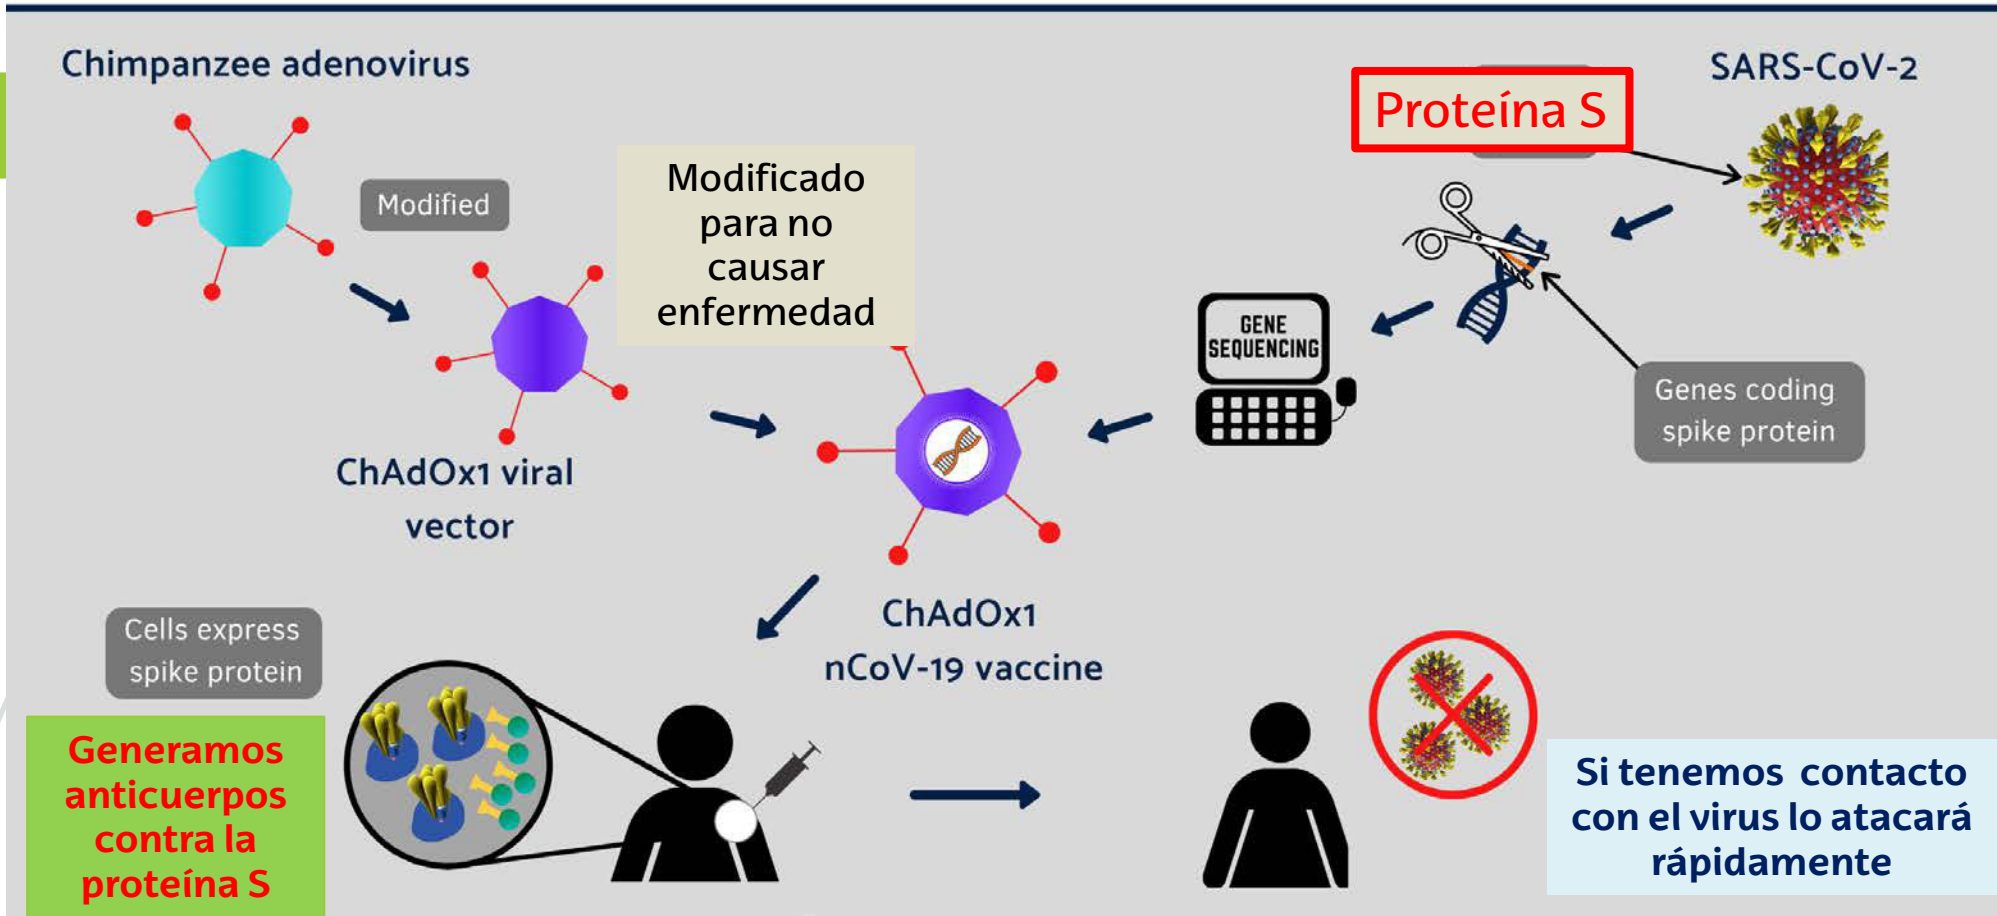 Chimpanzee adenovirus
SARS-CoV-2
Proteína S
Modified
Modificado
para no
causar
enfermedad
GENE
SEQUENCING
Genes coding
spike protein
ChAdOx1 viral
vector
ChAdOx1
nCoV-19 vaccine
Cells express
spike protein
Generamos
anticuerpos
contra la
proteína S
Si tenemos contacto
con el virus lo atacará
rápidamente